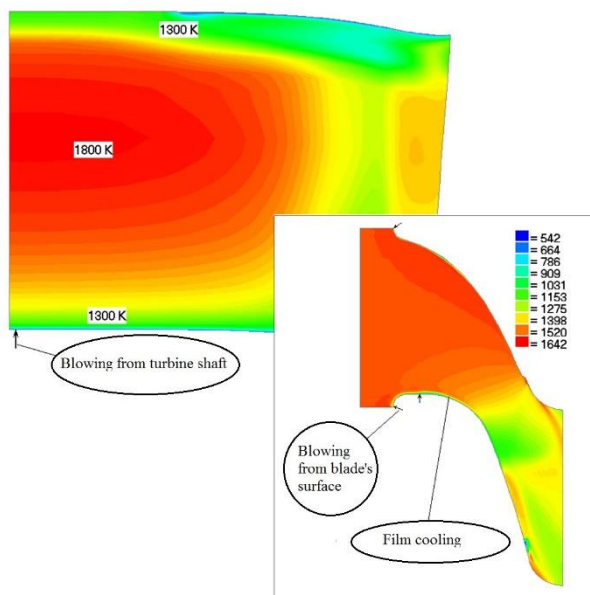 1300 K
1800 K
1300 K
Blowing from turbine shaft
= 542
= 664
= 786
= 909
= 1031
= 1153
= 1275
= 1398
= 1520
= 1642
Blowing
from blade's
surface
Film cooling